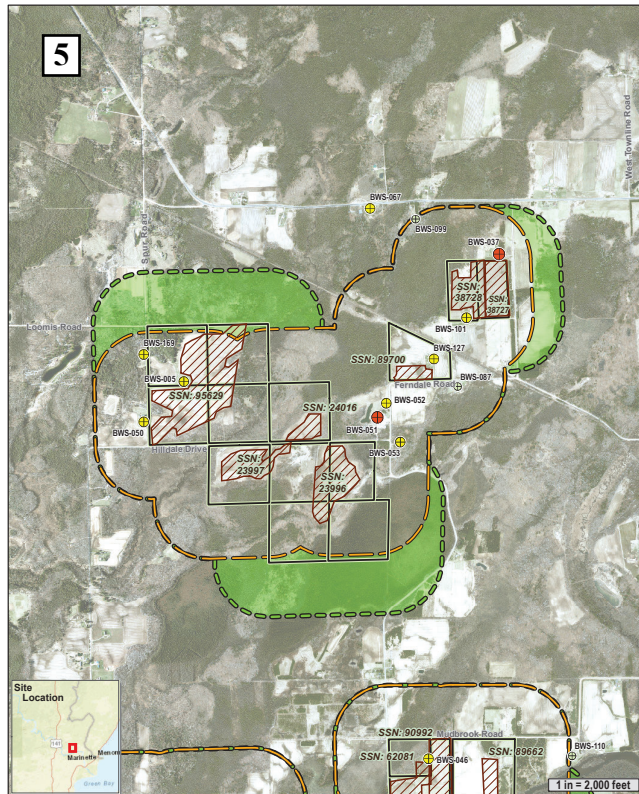 5
West Townline Road
BWS-067
BWS-099
Spur Road
BWS-037
SSN:
38728
SSN:
38727
Loomis Road
BWS-101
BWS-169
SSN: 89700
BWS-127
BWS-005
Ferndale Road
BWS-087
SSN: 95629
BWS-052
SSN: 24016
BWS-050
BWS-051
Hilldale Drive
BWS-053
SSN:
23997
SSN:
23996
Site
Location
141
Marinette
Menom
Green Bay
SSN: 90992
Mudbrook Road
SSN: 62081
BWS-046
SSN: 89662
BWS-110
1 in = 2,000 feet